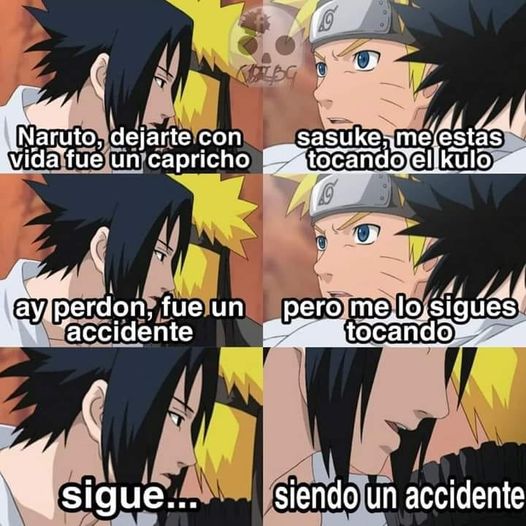 Naruto, dejarte con
vida fue un capricho
sasuke, me estas
tocando el kulo
ay perdon, fue un
accidente
pero me lo sigues
tocando
sigue...
siendo un accidente